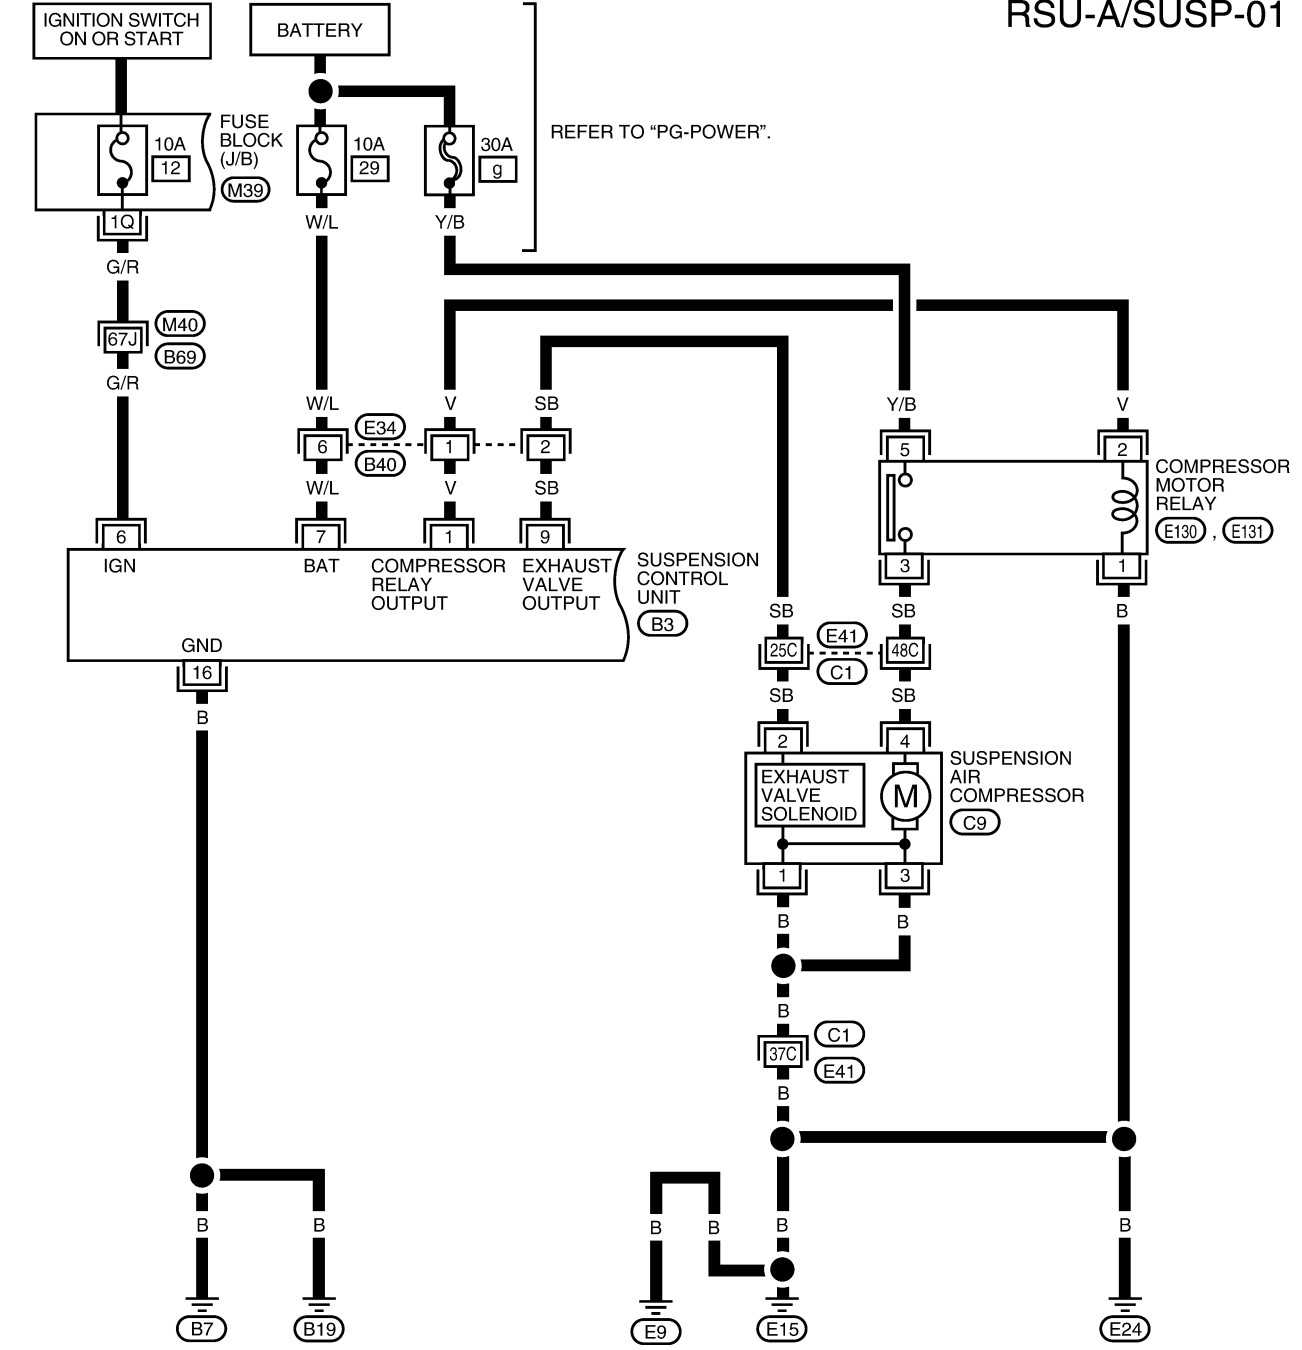 RSU-A/SUSP-01
IGNITION SWITCH
ON OR START
BATTERY
FUSE
BLOCK
(J/B)
M39
10A
12
10A
29
30A
g
REFER TO “PG-POWER”.
1Q
W/L
Y/B
G/R
67J
M40
B69
G/R
W/L
V
SB
Y/B
V
6
E34
B40
1
2
5
2
COMPRESSOR
MOTOR
RELAY
E130 , E131
W/L
V
SB
6
7
1
9
3
1
IGN
BAT
COMPRESSOR
RELAY
OUTPUT
EXHAUST
VALVE
OUTPUT
SUSPENSION
CONTROL
UNIT
B3
SB
SB
B
GND
16
25C
E41
C1
48C
B
SB
SB
2
4
EXHAUST
VALVE
SOLENOID
M
SUSPENSION
AIR
COMPRESSOR
C9
1
3
B
B
B
37C
C1
E41
B
B
B
B
B
B
B
B7
B19
E9
E15
E24